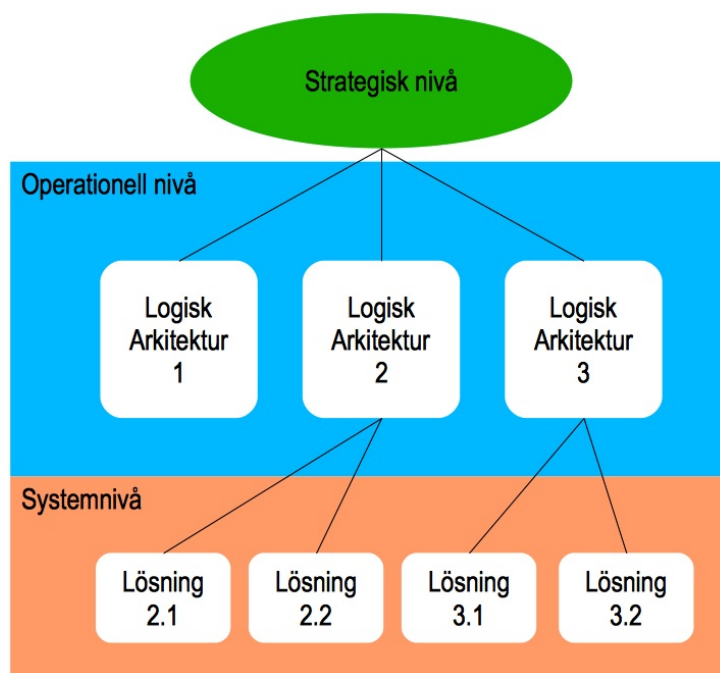 Strategisk nivå
Operationell nivå
Logisk
Arkitektur
1
Logisk
Arkitektur
2
Logisk
Arkitektur
3
Systemnivå
Lösning
2.1
Lösning
2.2
Lösning
3.1
Lösning
3.2